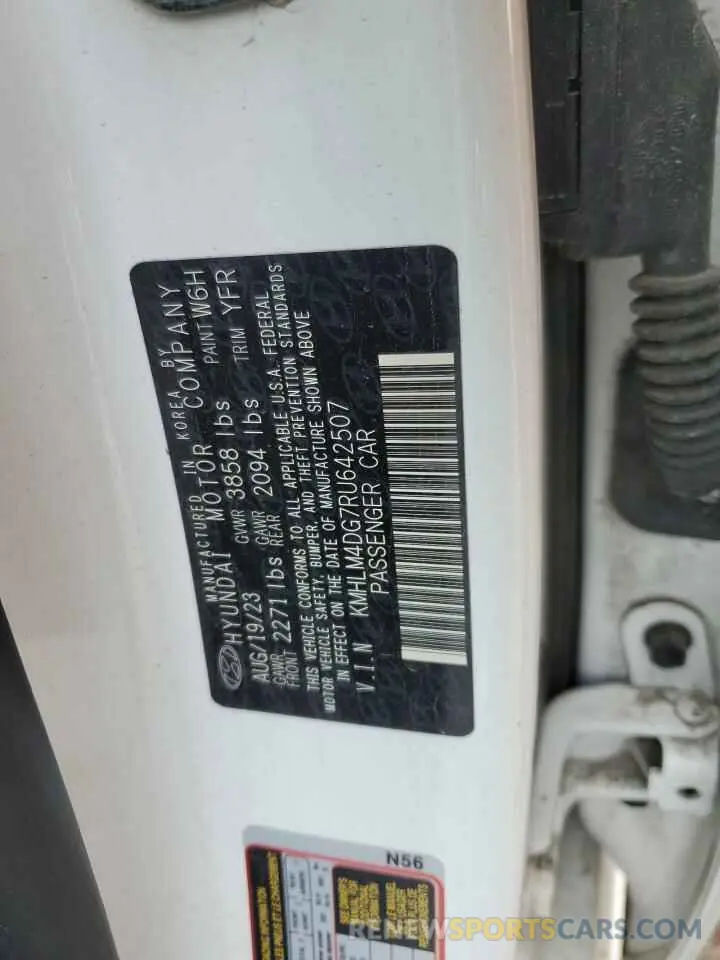 MANUFACTURED IN KOREA BY
HYUNDAI MOTOR COMPANY
AUG/19/23 GVWR 3858 lbs PAINT W6H
GAWR FRONT 2271 lbs GAWR REAR 2094 lbs TRIM YFR
THIS VEHICLE CONFORMS TO ALL APPLICABLE U.S.A. FEDERAL
MOTOR VEHICLE SAFETY, BUMPER, AND THEFT PREVENTION STANDARDS
IN EFFECT ON THE DATE OF MANUFACTURE SHOWN ABOVE
V.I.N KMHLM4DG7RU642507
PASSENGER CAR
N56
RENEWSPORTSCARS.COM